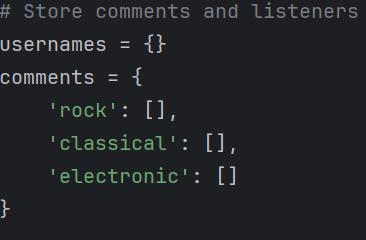 # Store comments and listeners
usernames = {}
comments = {
    'rock': [],
    'classical': [],
    'electronic': []
}